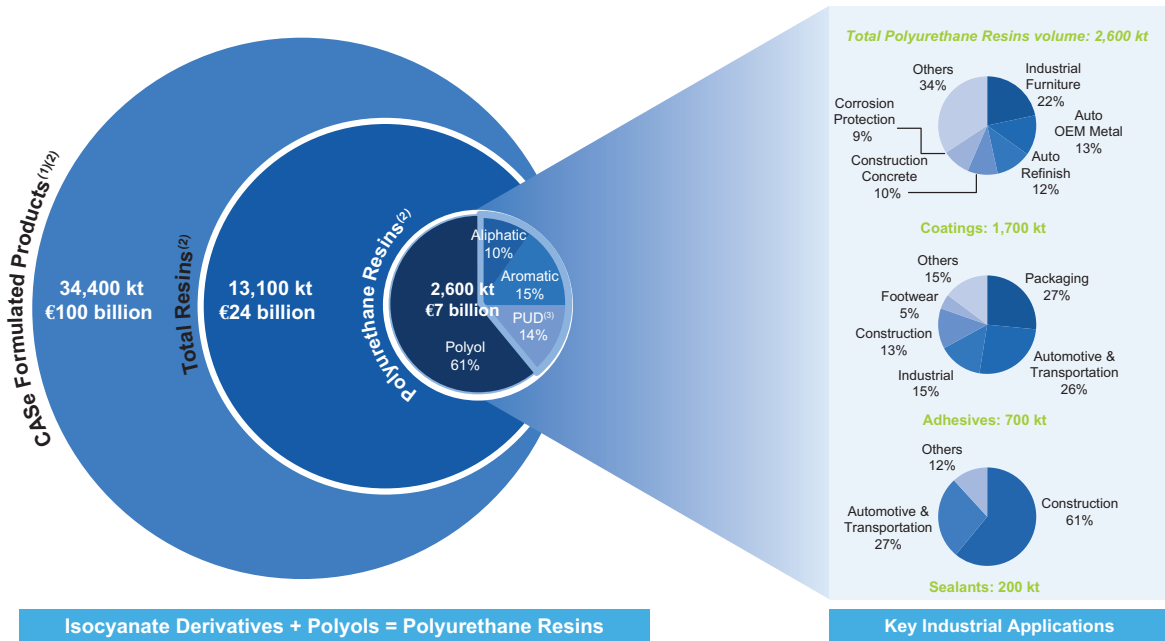 CASe Formulated Products(1)(2)
34,400 kt
€100 billion
Total Resins(2)
13,100 kt
€24 billion
Polyurethane Resins(2)
2,600 kt
€7 billion
Aliphatic
10%
Aromatic
15%
PUD(3)
14%
Polyol
61%
Isocyanate Derivatives + Polyols = Polyurethane Resins
Total Polyurethane Resins volume: 2,600 kt
Others
34%
Industrial
Furniture
22%
Corrosion
Protection
9%
Auto
OEM Metal
13%
Construction
Concrete
10%
Auto
Refinish
12%
Coatings: 1,700 kt
Others
15%
Packaging
27%
Footwear
5%
Construction
13%
Automotive &
Transportation
26%
Industrial
15%
Adhesives: 700 kt
Others
12%
Construction
61%
Automotive &
Transportation
27%
Sealants: 200 kt
Key Industrial Applications